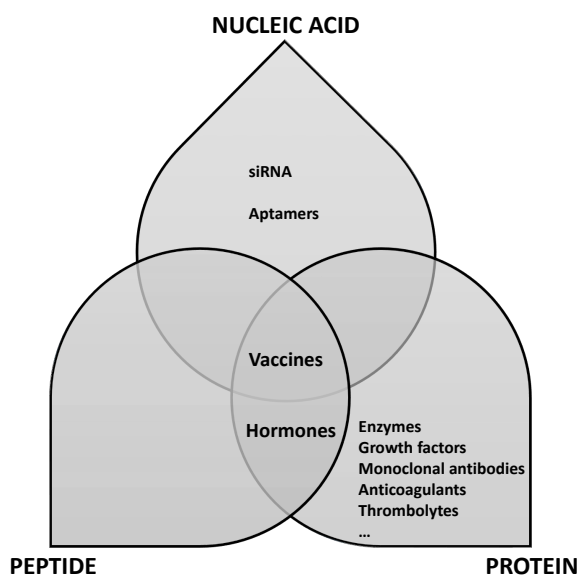 NUCLEIC ACID
siRNA
Aptamers
Vaccines
Hormones
Enzymes
Growth factors
Monoclonal antibodies
Anticoagulants
Thrombolytes
...
PEPTIDE
PROTEIN